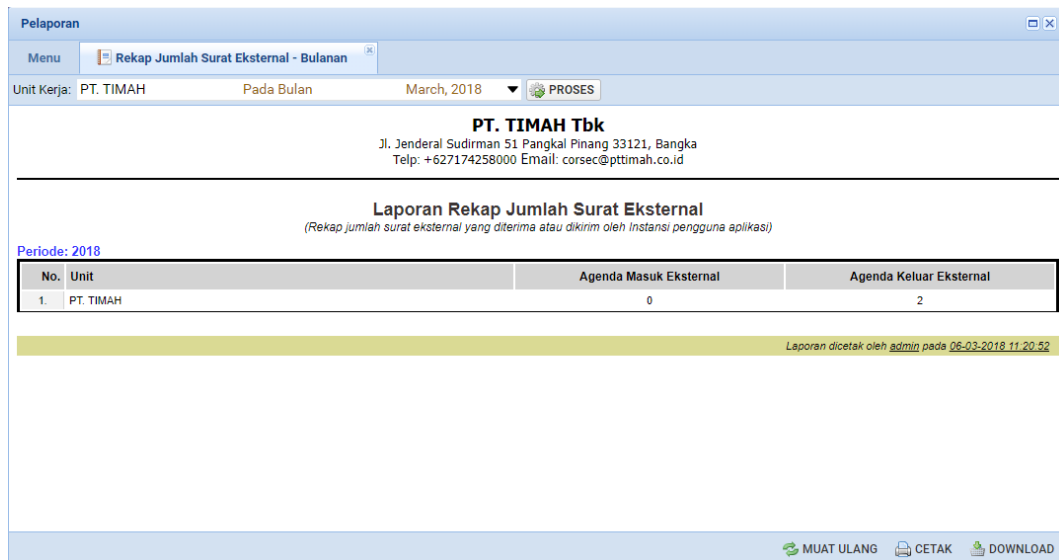 Pelaporan
Menu Rekap Jumlah Surat Eksternal - Bulanan
Unit Kerja: PT. TIMAH Pada Bulan March, 2018 PROSES
PT. TIMAH Tbk
Jl. Jenderal Sudirman 51 Pangkal Pinang 33121, Bangka
Telp: +627174258000 Email: corsec@pttimah.co.id
Laporan Rekap Jumlah Surat Eksternal
(Rekap jumlah surat eksternal yang diterima atau dikirim oleh Instansi pengguna aplikasi)
Periode: 2018
No. Unit Agenda Masuk Eksternal Agenda Keluar Eksternal
1. PT. TIMAH 0 2
Laporan dicetak oleh admin pada 06-03-2018 11:20:52
MUAT ULANG CETAK DOWNLOAD